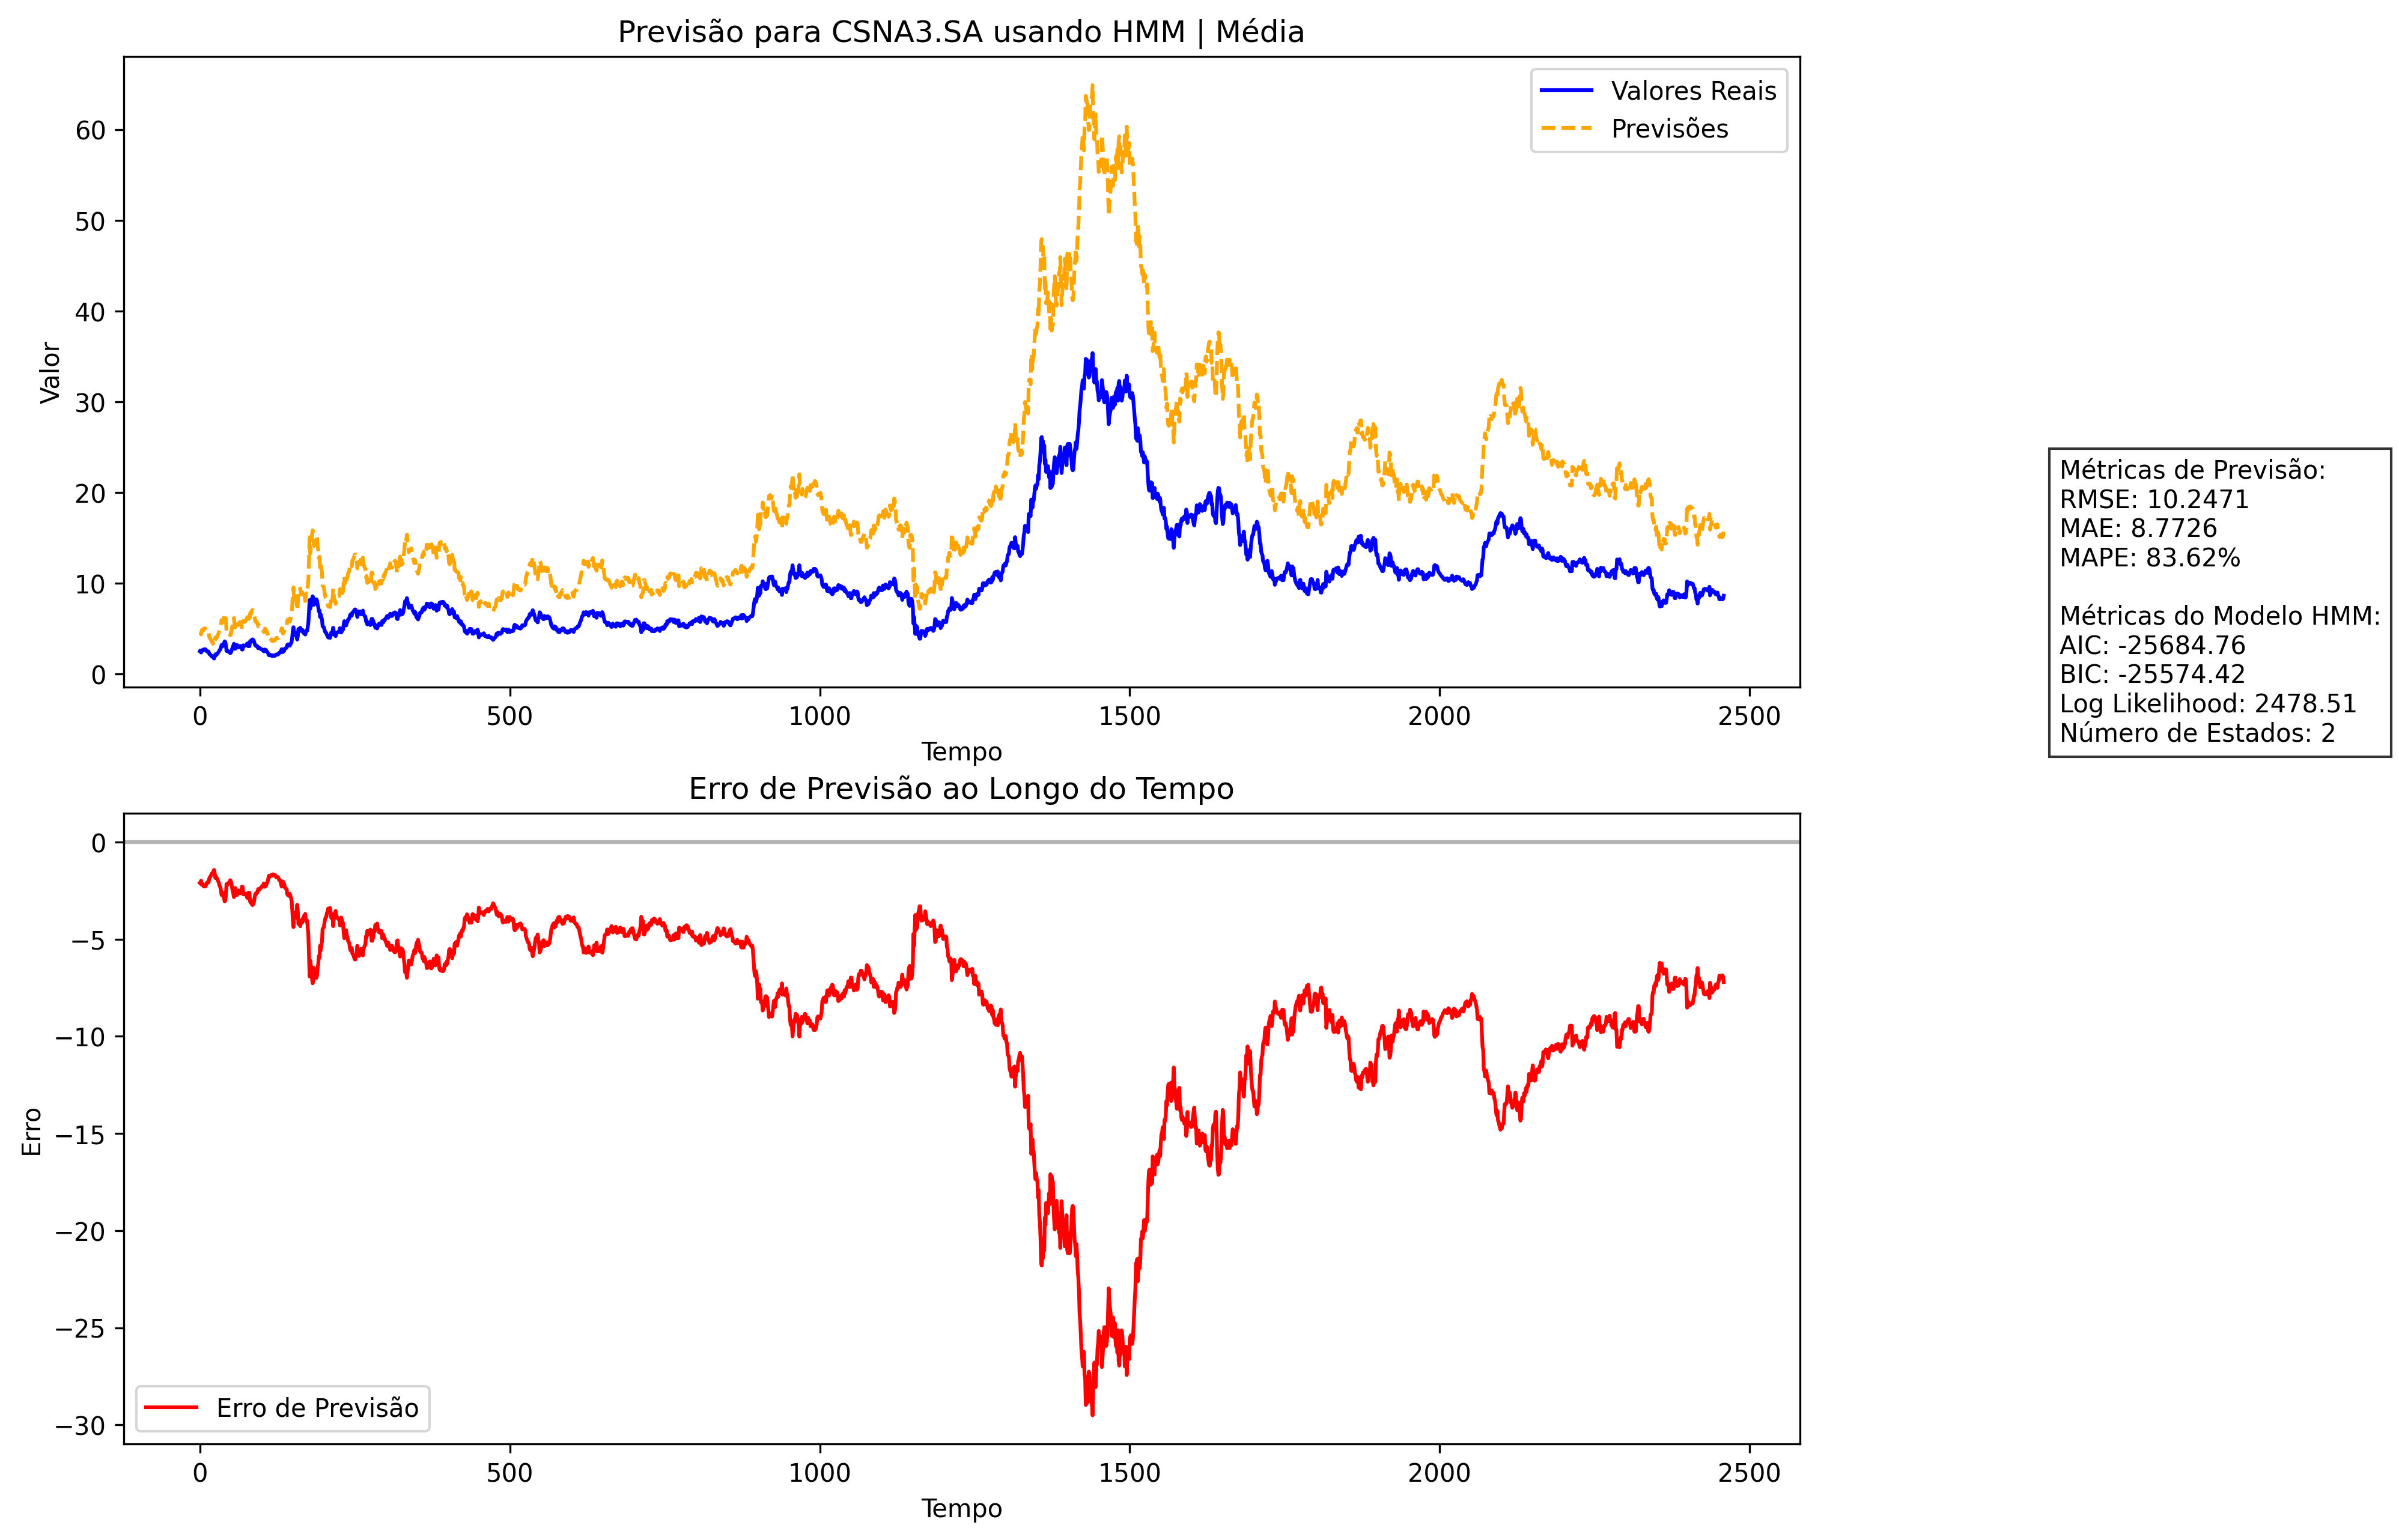 Previsão para CSNA3.SA usando HMM | Média
Valor
60
50
40
30
20
10
0
Valores Reais
Previsões
0
500
1000
1500
2000
2500
Tempo
Métricas de Previsão:
RMSE: 10.2471
MAE: 8.7726
MAPE: 83.62%
Métricas do Modelo HMM:
AIC: -25684.76
BIC: -25574.42
Log Likelihood: 2478.51
Número de Estados: 2
Erro de Previsão ao Longo do Tempo
Erro
0
−5
−10
−15
−20
−25
−30
Erro de Previsão
0
500
1000
1500
2000
2500
Tempo